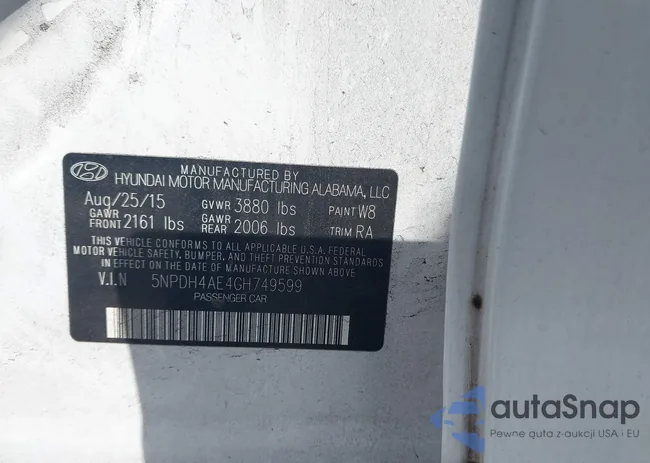 MANUFACTURED BY
HYUNDAI MOTOR MANUFACTURING ALABAMA, LLC
Aug/25/15 GVWR 3880 lbs PAINT W8
GAWR FRONT 2161 lbs GAWR REAR 2006 lbs TRIM RA
THIS VEHICLE CONFORMS TO ALL APPLICABLE U.S.A. FEDERAL
MOTOR VEHICLE SAFETY, BUMPER, AND THEFT PREVENTION STANDARDS
IN EFFECT ON THE DATE OF MANUFACTURE SHOWN ABOVE
V.I.N 5NPDH4AE4GH749599
PASSENGER CAR
autaSnap
Pewne auta z aukcji USA i EU